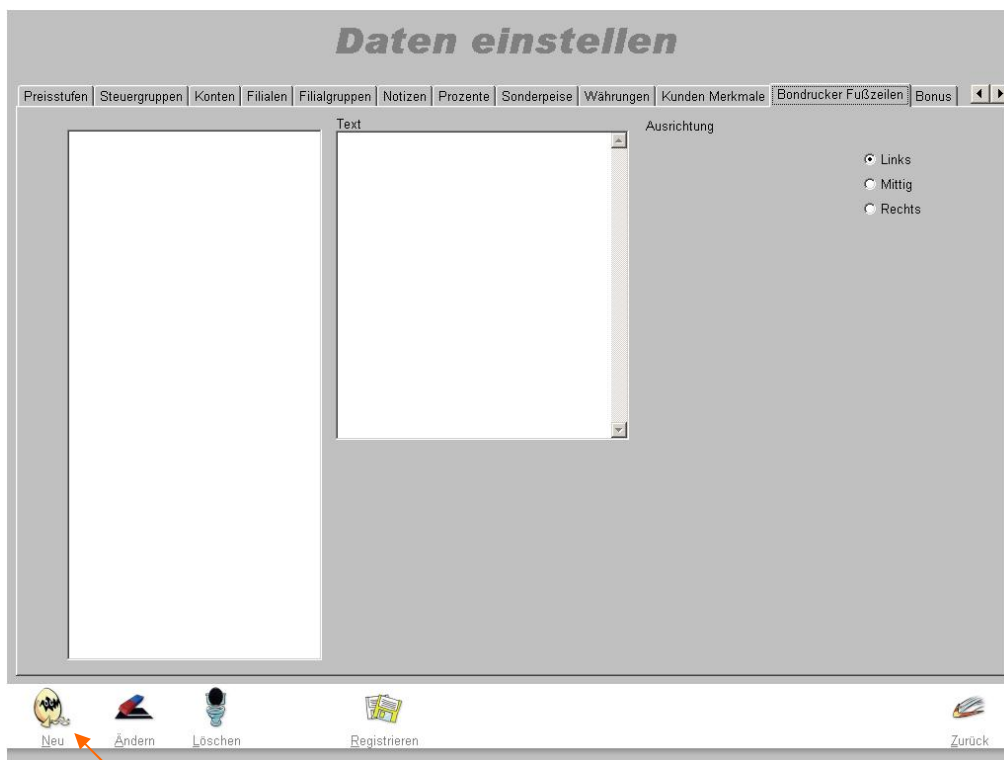 Daten einstellen
Preisstufen Steuergruppen Konten Filialen Filialgruppen Notizen Prozente Sonderpeise Währungen Kunden Merkmale Bondrucker Fußzeilen Bonus
Text Ausrichtung
Links
Mittig
Rechts
Neu Ändern Löschen Registrieren Zurück